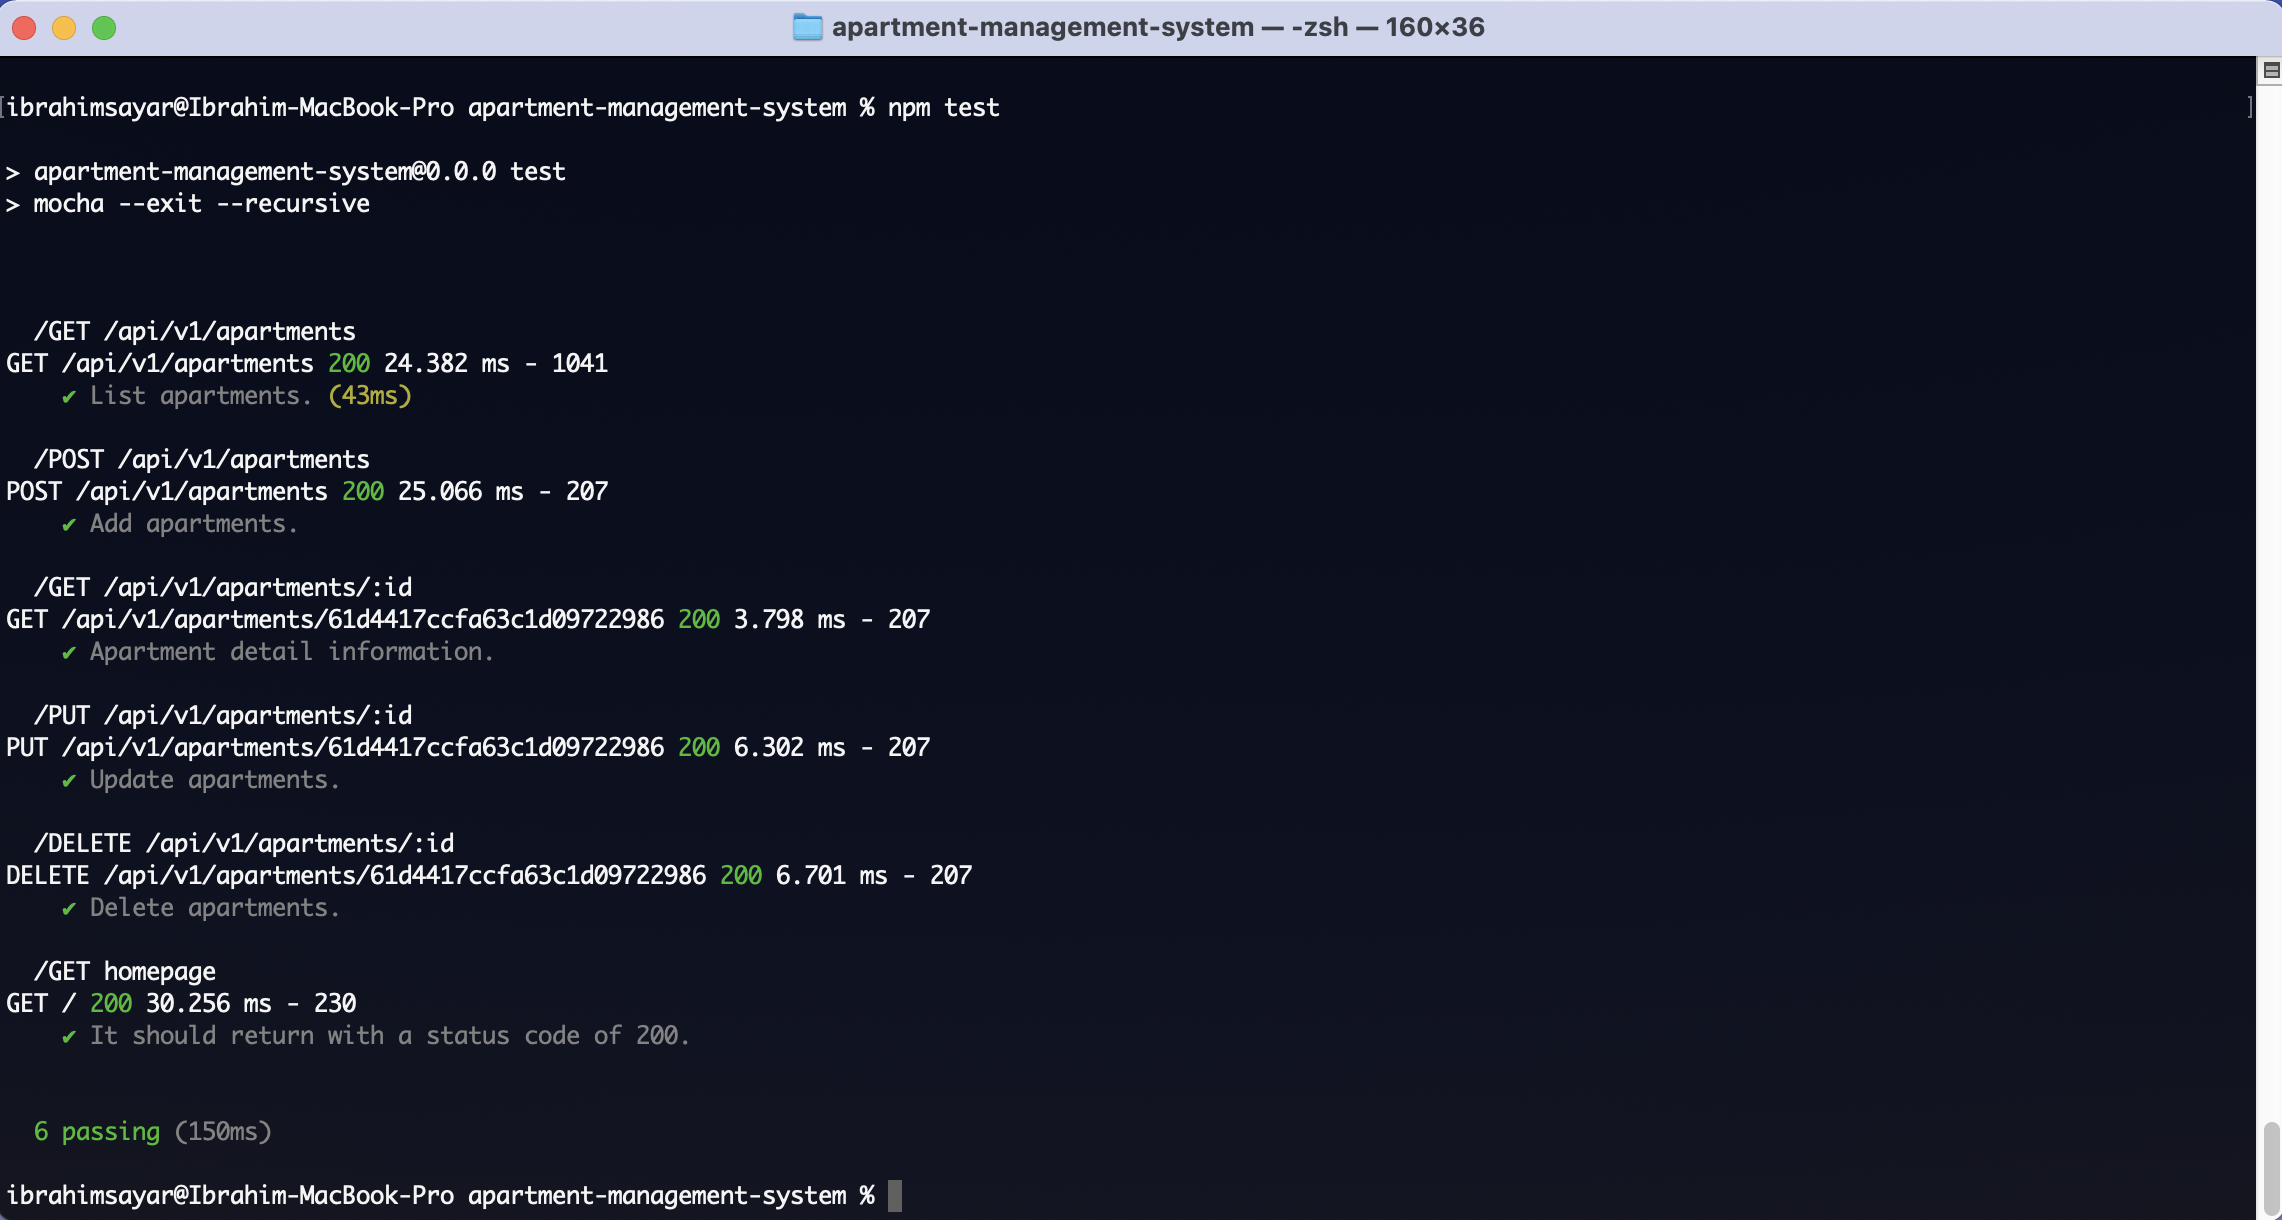 apartment-management-system — -zsh — 160×36
[ibrahimsayar@Ibrahim-MacBook-Pro apartment-management-system % npm test ]
> apartment-management-system@0.0.0 test
> mocha --exit --recursive
/GET /api/v1/apartments
GET /api/v1/apartments 200 24.382 ms - 1041
✔ List apartments. (43ms)
/POST /api/v1/apartments
POST /api/v1/apartments 200 25.066 ms - 207
✔ Add apartments.
/GET /api/v1/apartments/:id
GET /api/v1/apartments/61d4417ccfa63c1d09722986 200 3.798 ms - 207
✔ Apartment detail information.
/PUT /api/v1/apartments/:id
PUT /api/v1/apartments/61d4417ccfa63c1d09722986 200 6.302 ms - 207
✔ Update apartments.
/DELETE /api/v1/apartments/:id
DELETE /api/v1/apartments/61d4417ccfa63c1d09722986 200 6.701 ms - 207
✔ Delete apartments.
/GET homepage
GET / 200 30.256 ms - 230
✔ It should return with a status code of 200.
6 passing (150ms)
ibrahimsayar@Ibrahim-MacBook-Pro apartment-management-system %